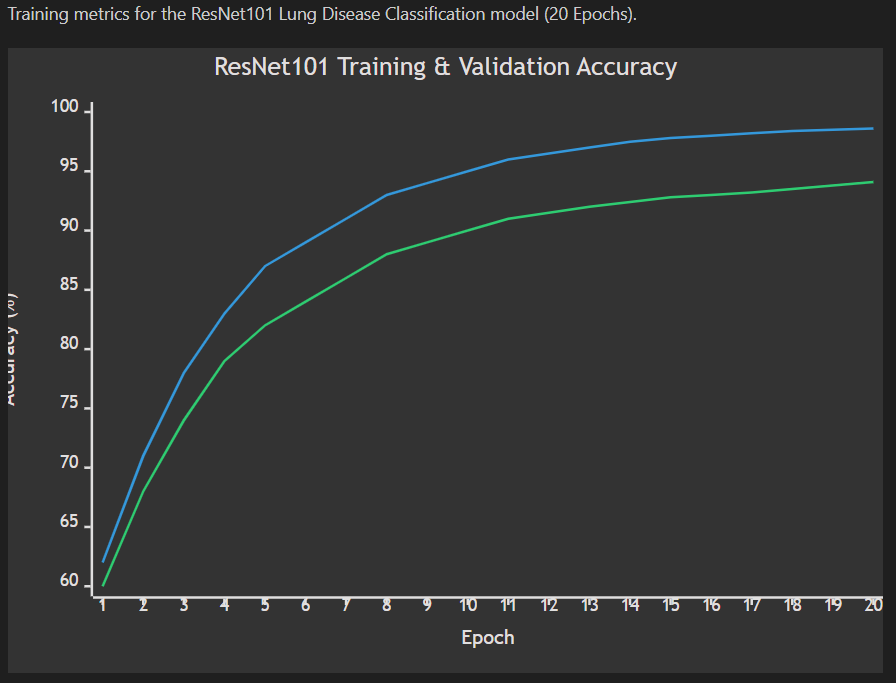 Training metrics for the ResNet101 Lung Disease Classification model (20 Epochs).
ResNet101 Training & Validation Accuracy
100
95
90
85
80
75
70
65
60
Accuracy (%)
1 2 3 4 5 6 7 8 9 10 11 12 13 14 15 16 17 18 19 20
Epoch